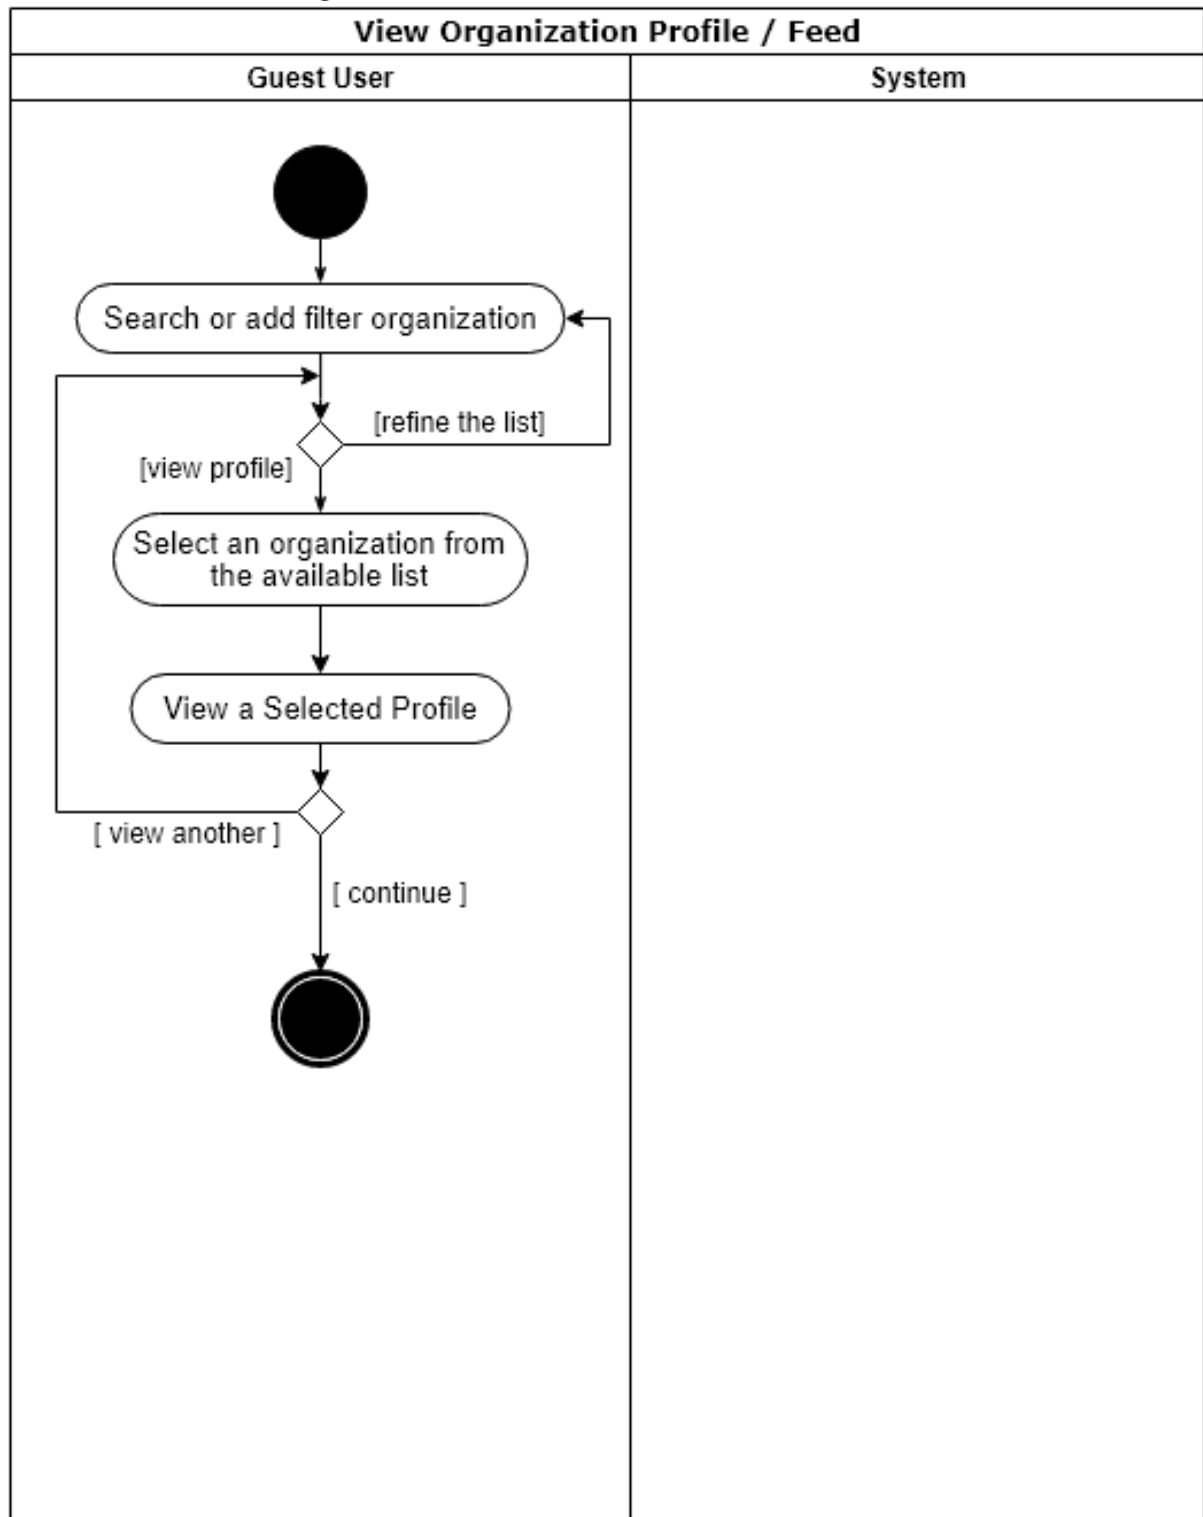 View Organization Profile / Feed
Guest User
System
Search or add filter organization
[refine the list]
[view profile]
Select an organization from
the available list
View a Selected Profile
[ view another ]
[ continue ]